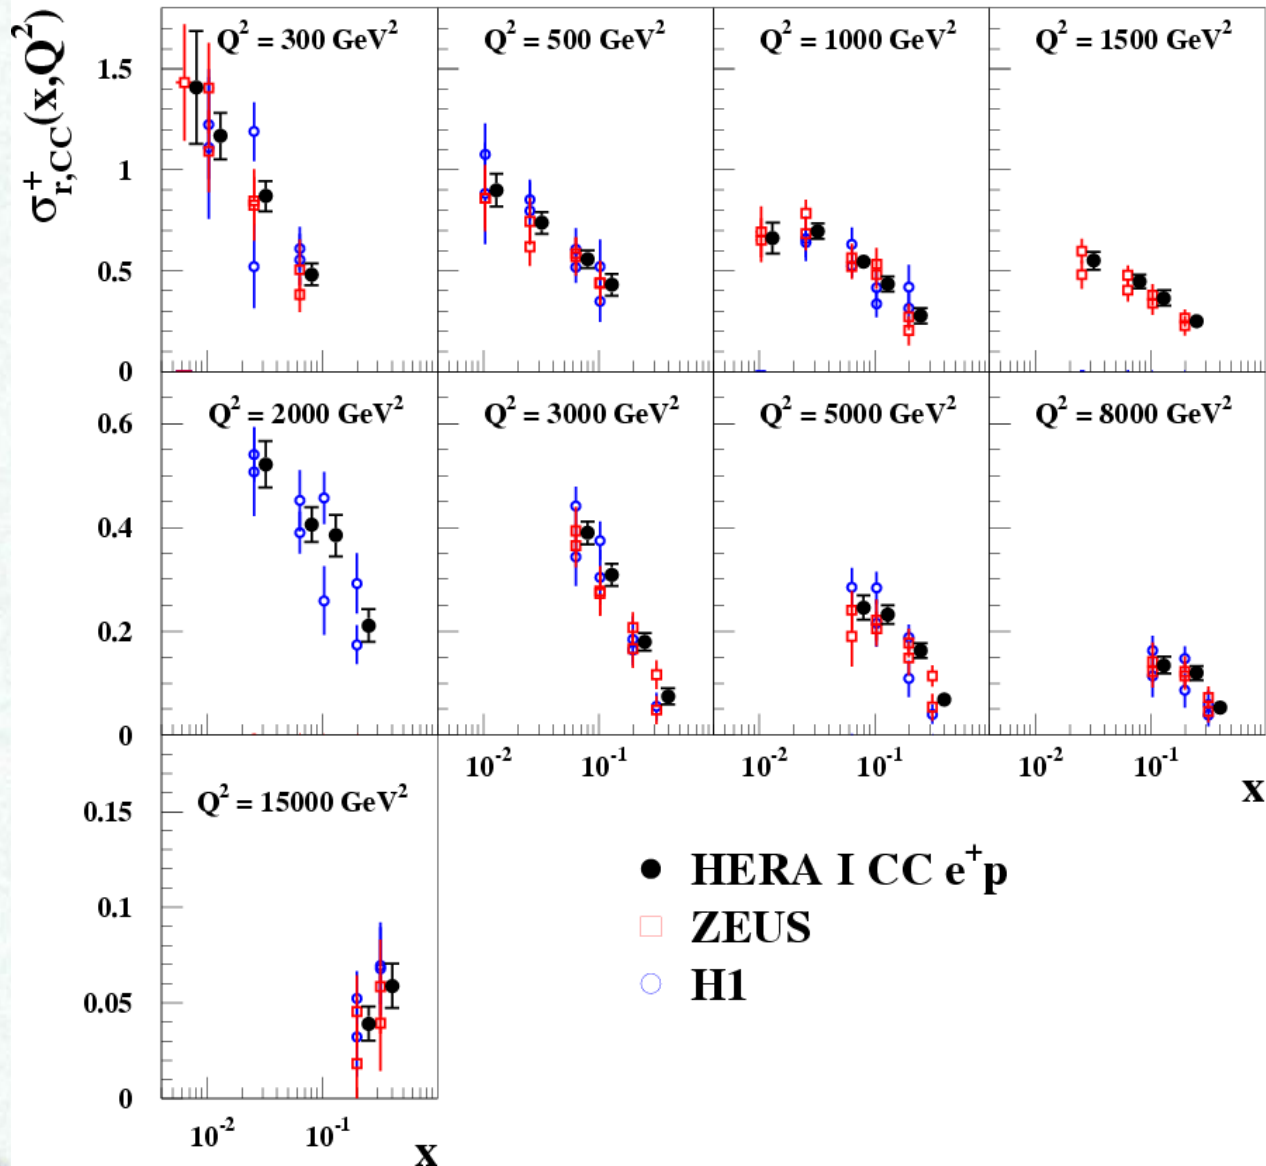 σ⁺r,CC(x,Q²)
Q² = 300 GeV²
Q² = 500 GeV²
Q² = 1000 GeV²
Q² = 1500 GeV²
1.5
1
0.5
0
Q² = 2000 GeV²
Q² = 3000 GeV²
Q² = 5000 GeV²
Q² = 8000 GeV²
0.6
0.4
0.2
0
10⁻² 10⁻¹ 10⁻² 10⁻¹ 10⁻² 10⁻¹
x
Q² = 15000 GeV²
0.15
0.1
0.05
0
10⁻² 10⁻¹
x
HERA I CC e⁺p
ZEUS
H1